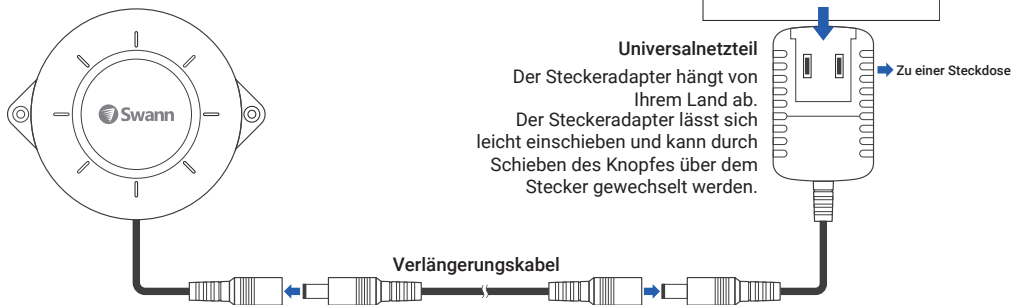 Universalnetzteil
Der Steckeradapter hängt von
Ihrem Land ab.
Der Steckeradapter lässt sich
leicht einschieben und kann durch
Schieben des Knopfes über dem
Stecker gewechselt werden.
Zu einer Steckdose
Swann
Verlängerungskabel